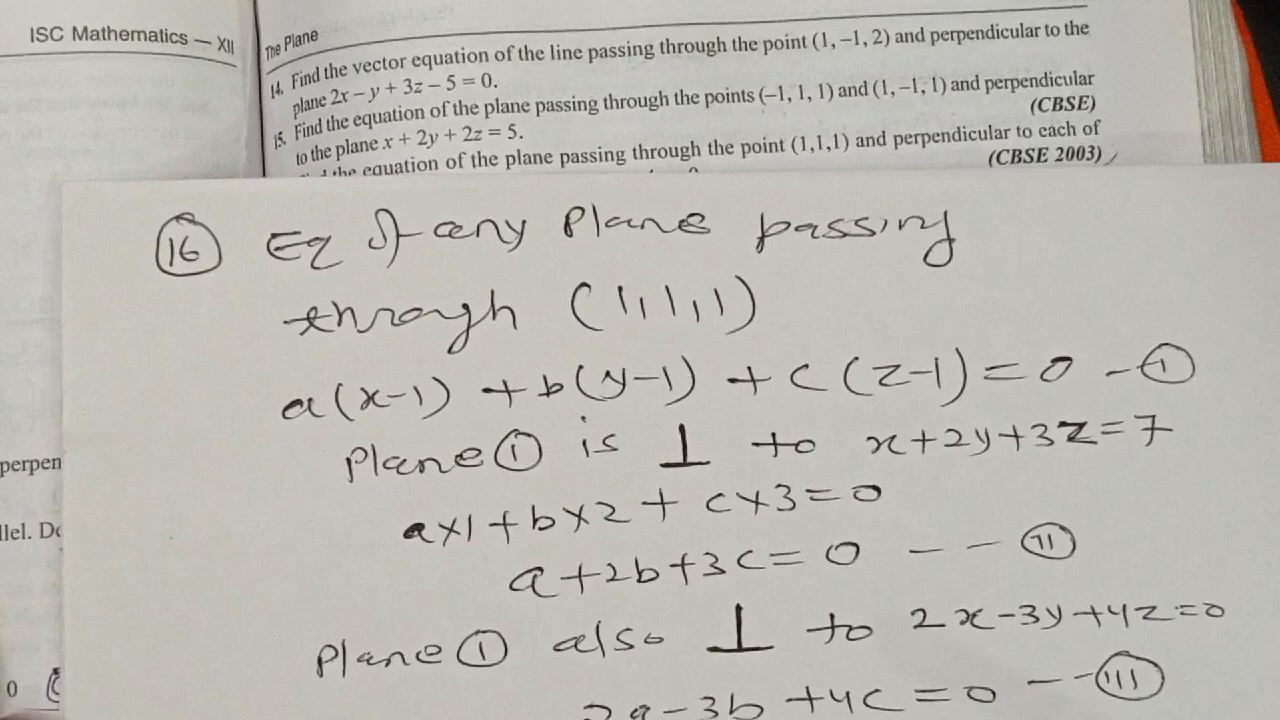 ISC Mathematics — XII
The Plane
14. Find the vector equation of the line passing through the point (1, –1, 2) and perpendicular to the
plane 2x – y + 3z – 5 = 0.
15. Find the equation of the plane passing through the points (–1, 1, 1) and (1, –1, 1) and perpendicular
to the plane x + 2y + 2z = 5. (CBSE)
the equation of the plane passing through the point (1,1,1) and perpendicular to each of
(CBSE 2003)
16 Eq of any Plane passing
through (1,1,1)
a(x-1) + b(y-1) + c(z-1) = 0 - I
Plane I is ⊥ to x+2y+3z=7
a×1+b×2+c×3=0
a+2b+3c=0 -- II
Plane I also ⊥ to 2x-3y+4z=0
2a-3b+4c=0 -- III
perpen
llel. Do
0